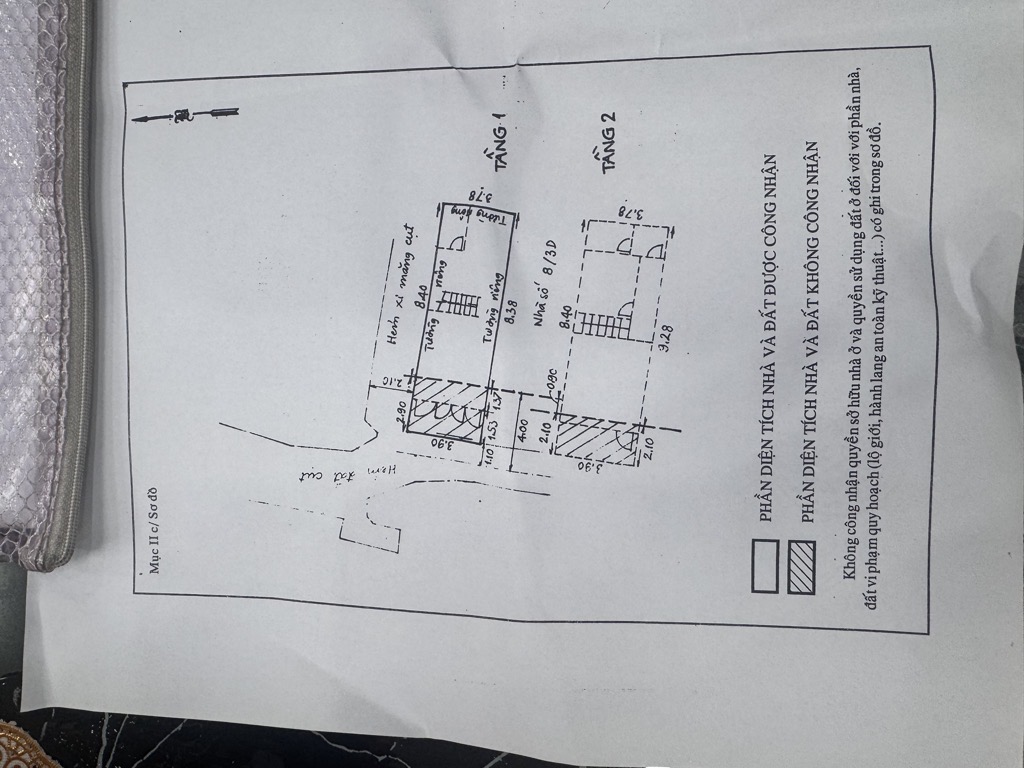 Mục II c/ Sơ đồ
Hẻm đất cụt
Hẻm xi măng cụt
2.90
2.10
8.40
Tường riêng
3.90
Tường riêng
3.78
1.10 1.53 1.37
Tường riêng
8.38
TẦNG 1
4.00
Nhà số 8/3D
2.10
8.40
3.90
TẦNG 2
3.78
2.10
9.28
PHẦN DIỆN TÍCH NHÀ VÀ ĐẤT ĐƯỢC CÔNG NHẬN
PHẦN DIỆN TÍCH NHÀ VÀ ĐẤT KHÔNG CÔNG NHẬN
Không công nhận quyền sở hữu nhà ở và quyền sử dụng đất ở đối với với phần nhà,
đất vi phạm quy hoạch (lộ giới, hành lang an toàn kỹ thuật...) có ghi trong sơ đồ.